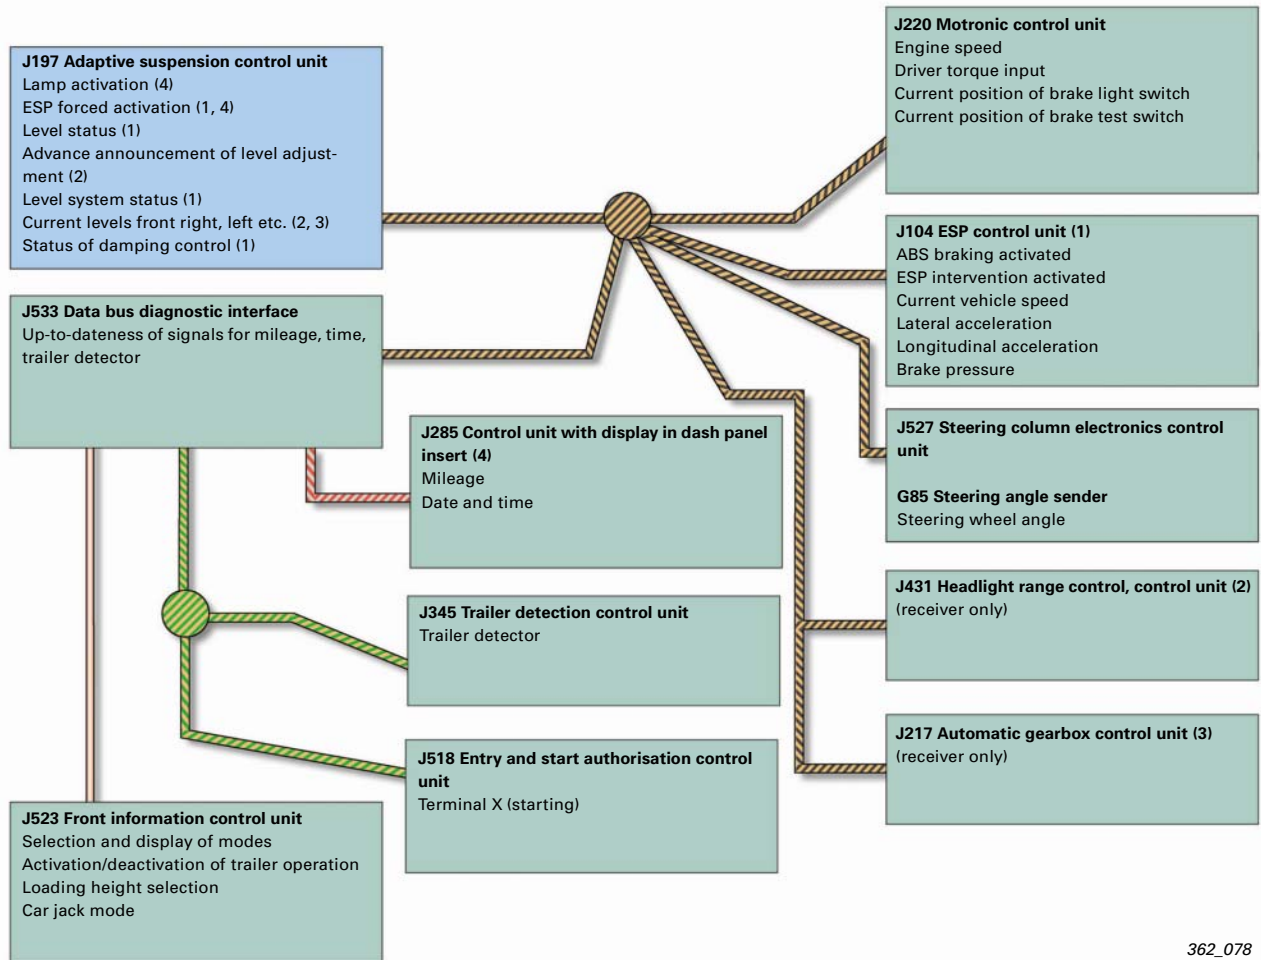 J197 Adaptive suspension control unit
Lamp activation (4)
ESP forced activation (1, 4)
Level status (1)
Advance announcement of level adjust-
ment (2)
Level system status (1)
Current levels front right, left etc. (2, 3)
Status of damping control (1)
J533 Data bus diagnostic interface
Up-to-dateness of signals for mileage, time,
trailer detector
J285 Control unit with display in dash panel
insert (4)
Mileage
Date and time
J345 Trailer detection control unit
Trailer detector
J518 Entry and start authorisation control
unit
Terminal X (starting)
J523 Front information control unit
Selection and display of modes
Activation/deactivation of trailer operation
Loading height selection
Car jack mode
J220 Motronic control unit
Engine speed
Driver torque input
Current position of brake light switch
Current position of brake test switch
J104 ESP control unit (1)
ABS braking activated
ESP intervention activated
Current vehicle speed
Lateral acceleration
Longitudinal acceleration
Brake pressure
J527 Steering column electronics control
unit
G85 Steering angle sender
Steering wheel angle
J431 Headlight range control, control unit (2)
(receiver only)
J217 Automatic gearbox control unit (3)
(receiver only)
362_078